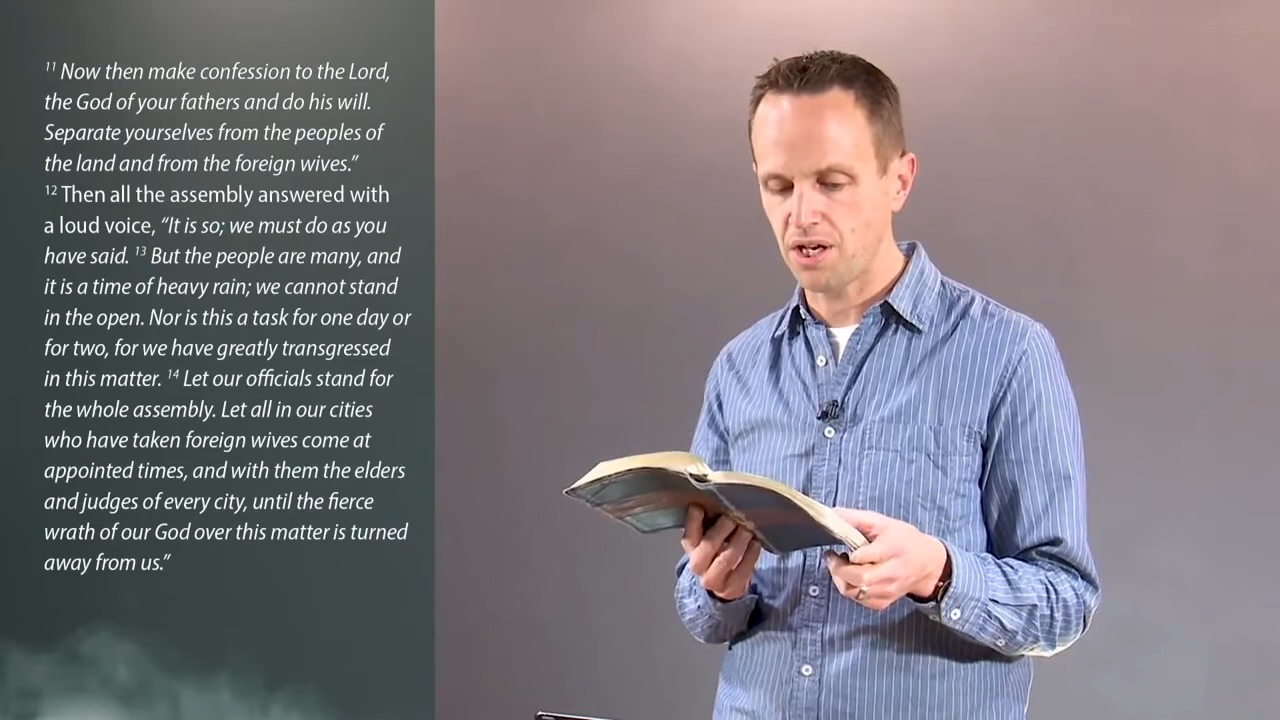 ¹¹ Now then make confession to the Lord,
the God of your fathers and do his will.
Separate yourselves from the peoples of
the land and from the foreign wives.”
¹² Then all the assembly answered with
a loud voice, “It is so; we must do as you
have said. ¹³ But the people are many, and
it is a time of heavy rain; we cannot stand
in the open. Nor is this a task for one day or
for two, for we have greatly transgressed
in this matter. ¹⁴ Let our officials stand for
the whole assembly. Let all in our cities
who have taken foreign wives come at
appointed times, and with them the elders
and judges of every city, until the fierce
wrath of our God over this matter is turned
away from us.”